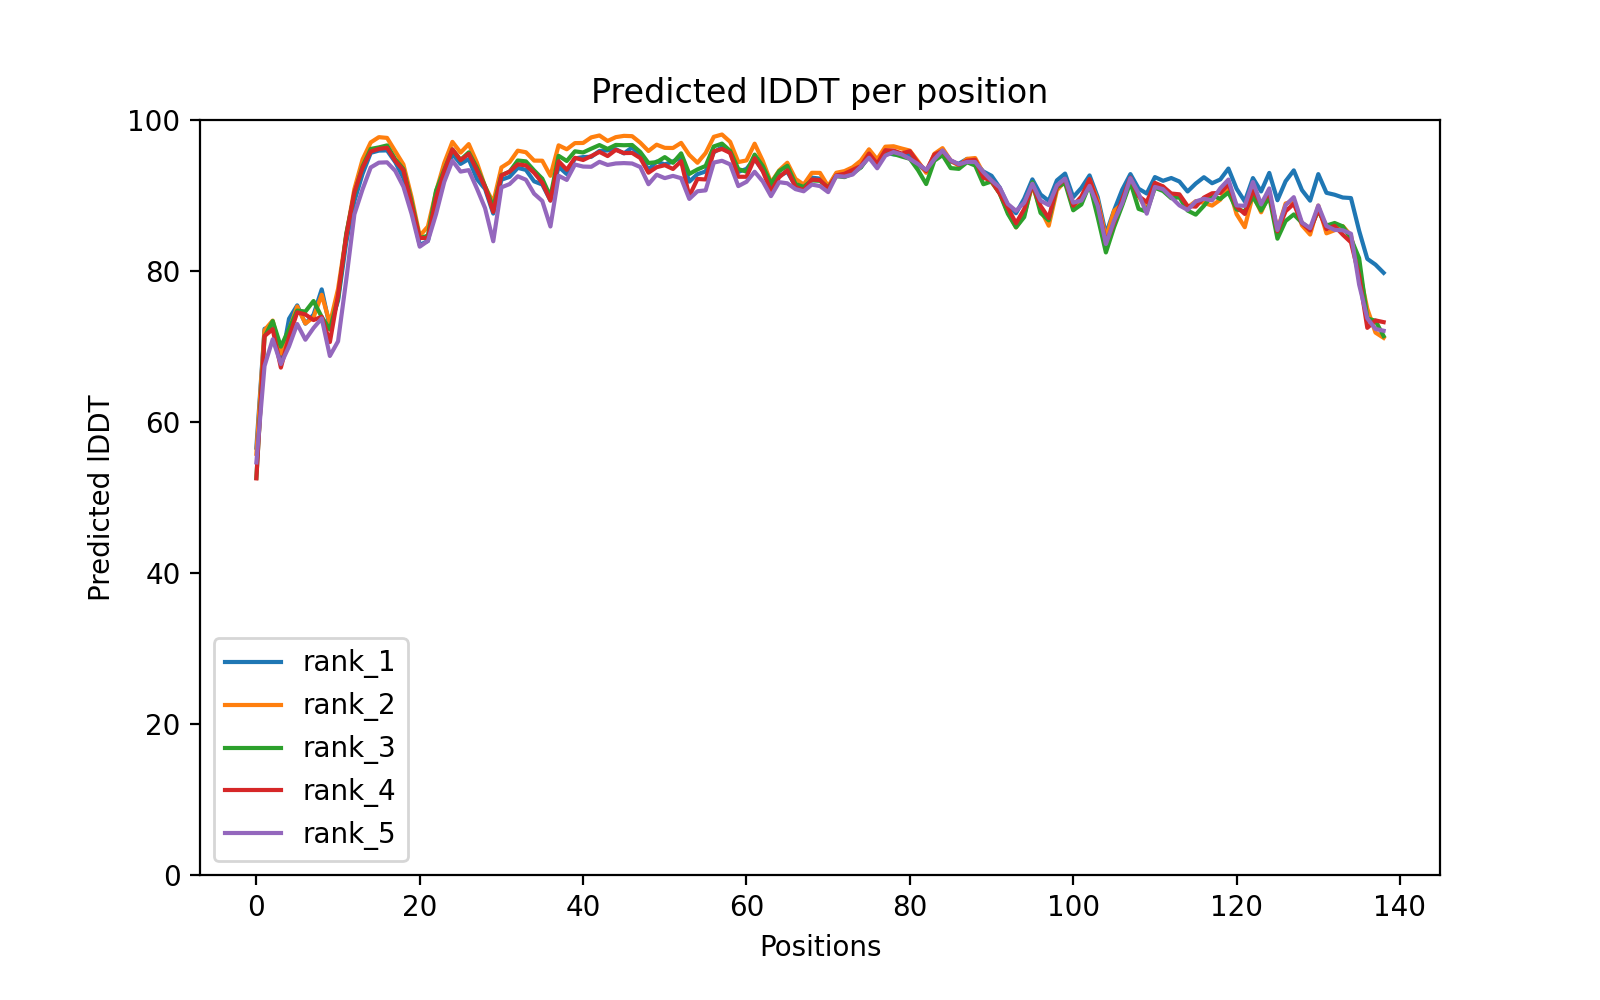 Predicted lDDT per position
100
80
60
40
20
0
Predicted lDDT
rank_1
rank_2
rank_3
rank_4
rank_5
0 20 40 60 80 100 120 140
Positions